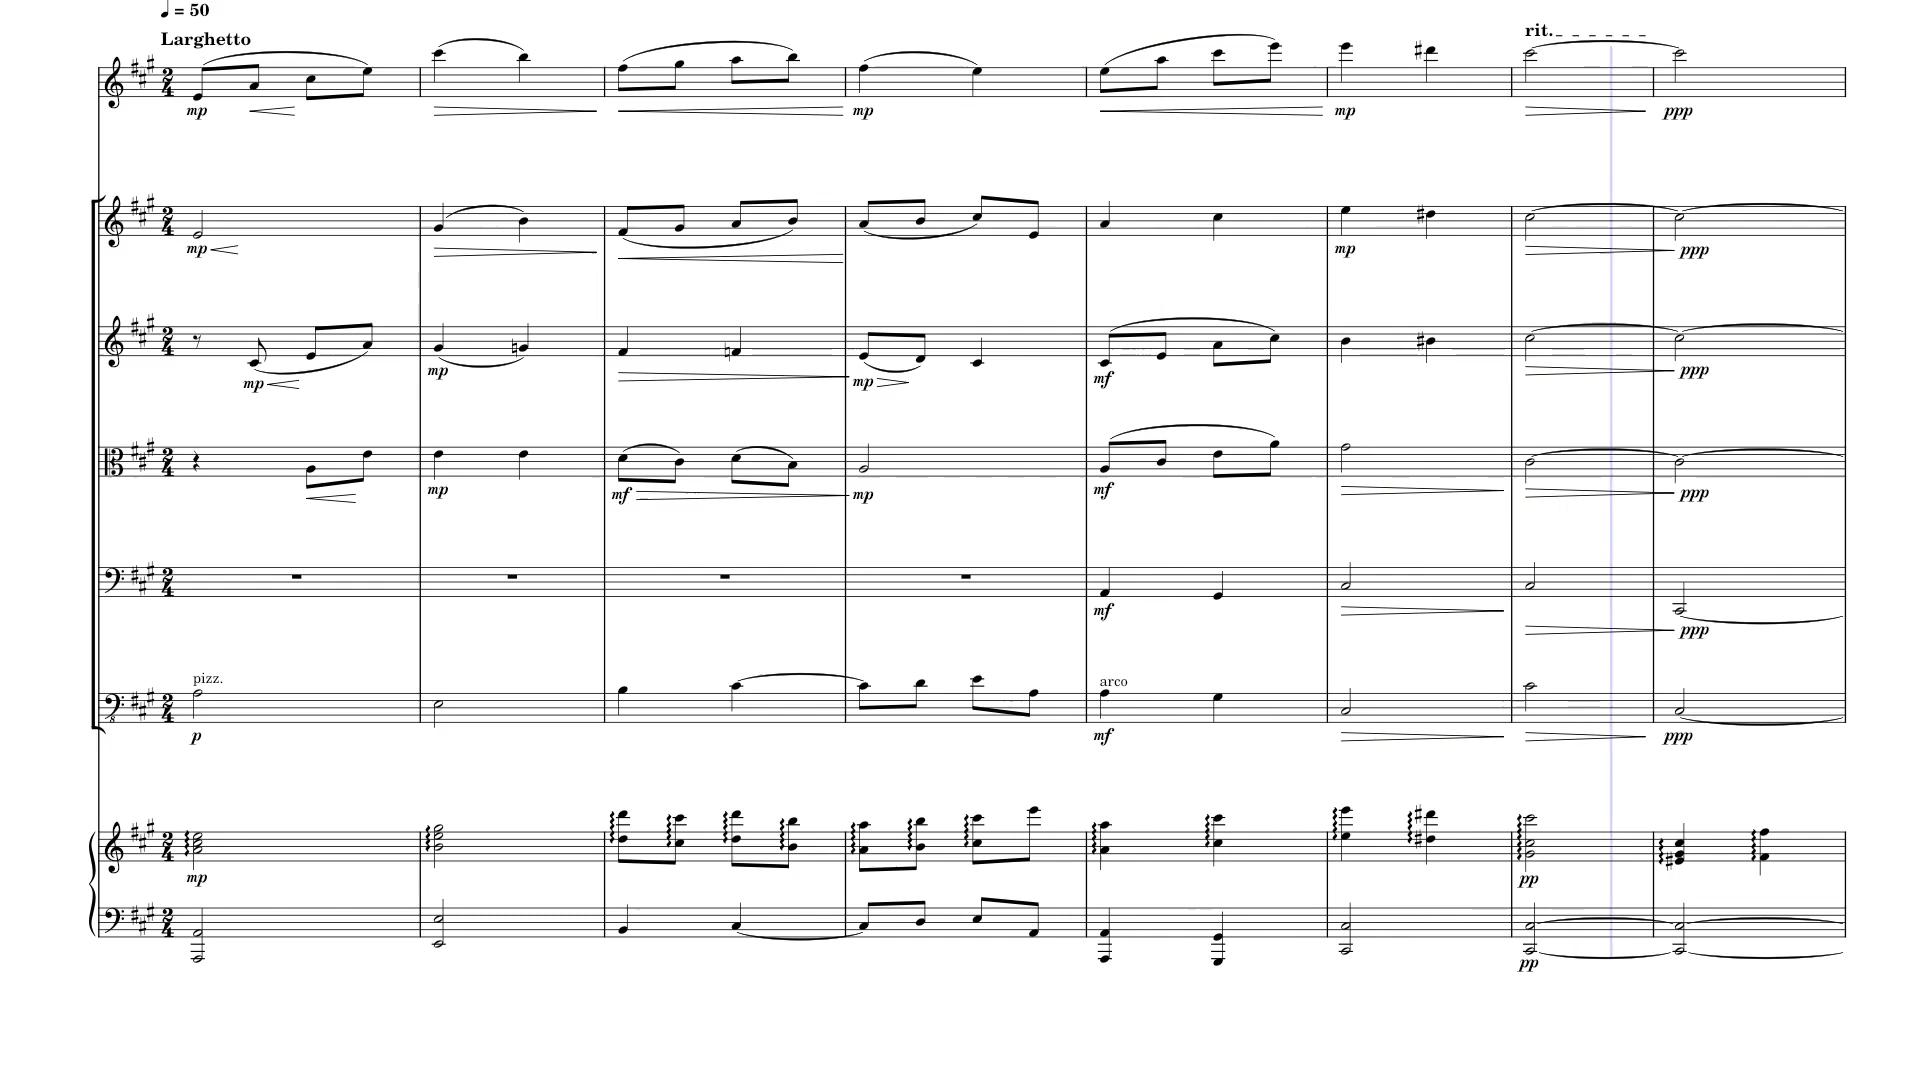 ♩ = 50
Larghetto
rit.
mp mp ppp
mp mp ppp
mp mp mp mf ppp
mp mf mp mf ppp
mf ppp
pizz. arco
p mf ppp
mp pp
pp